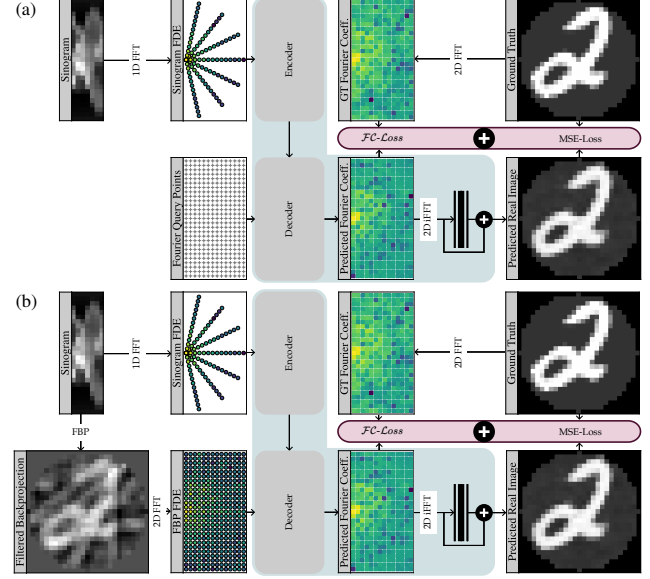 (a)
Sinogram
1D FFT
Sinogram FDE
Encoder
GT Fourier Coeff.
2D FFT
Ground Truth
FC-Loss
+
MSE-Loss
Fourier Query Points
Decoder
Predicted Fourier Coeff.
2D iFFT
+
Predicted Real Image
(b)
Sinogram
1D FFT
Sinogram FDE
Encoder
GT Fourier Coeff.
2D FFT
Ground Truth
FBP
FC-Loss
+
MSE-Loss
Filtered Backprojection
2D FFT
FBP FDE
Decoder
Predicted Fourier Coeff.
2D iFFT
+
Predicted Real Image